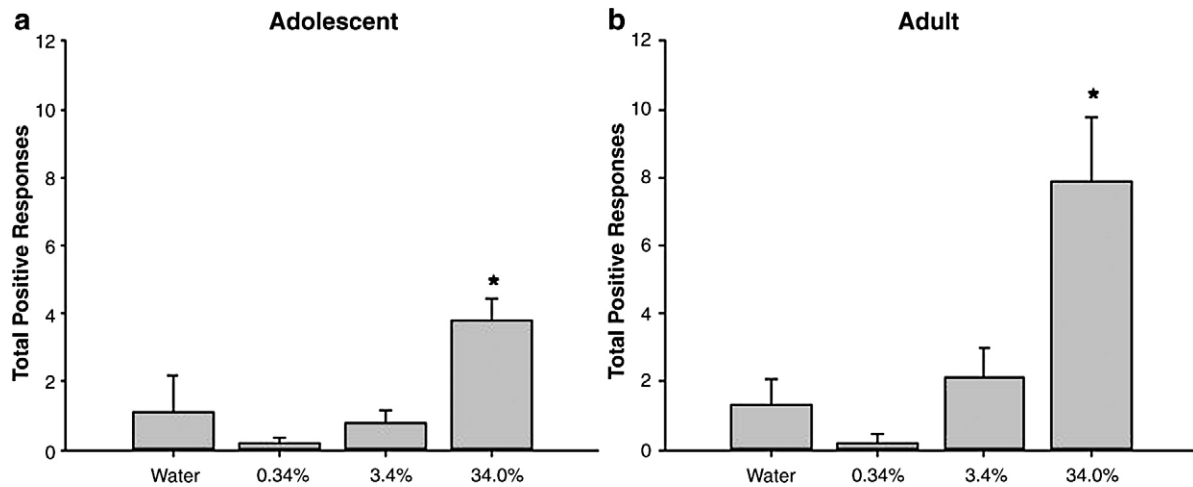 a
Adolescent
Total Positive Responses
12
10
8
6
4
2
0
Water 0.34% 3.4% 34.0%
*
b
Adult
Total Positive Responses
12
10
8
6
4
2
0
Water 0.34% 3.4% 34.0%
*